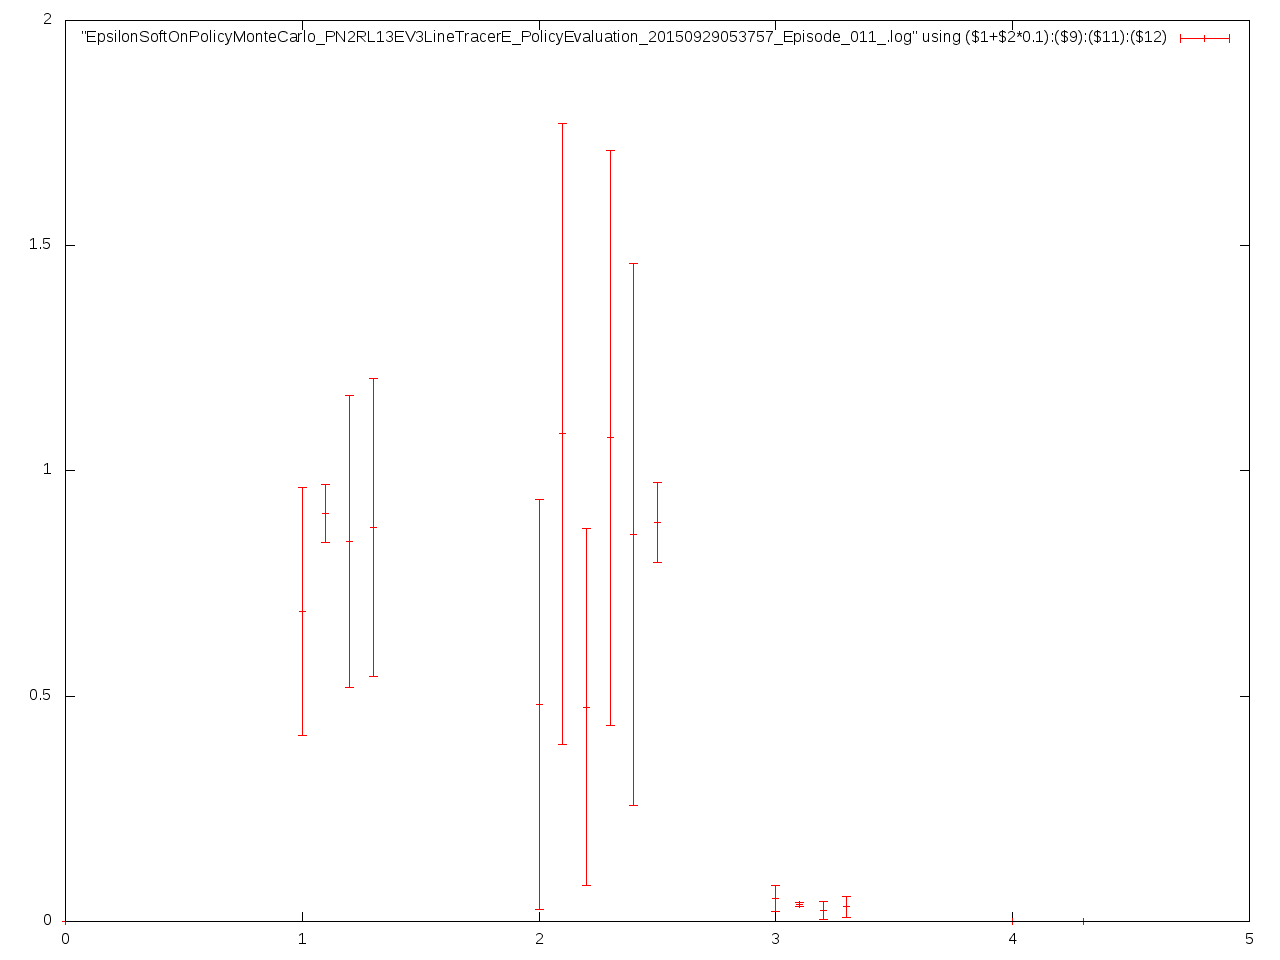 2
"EpsilonSoftOnPolicyMonteCarlo_PN2RL13EV3LineTracerE_PolicyEvaluation_20150929053757_Episode_011_.log" using ($1+$2*0.1):($9):($11):($12)
1.5
1
0.5
0
0 1 2 3 4 5